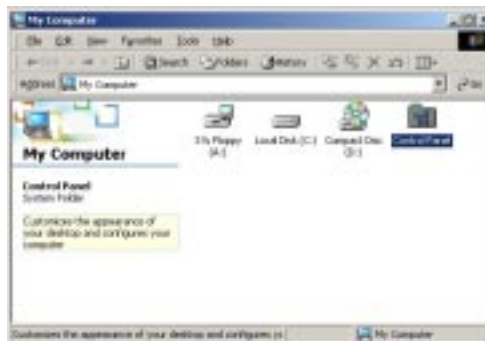 My Computer
File Edit View Favorites Tools Help
Search Folders History
Address My Computer Go
My Computer
3½ Floppy (A:)
Local Disk (C:)
Compact Disc (D:)
Control Panel
Control Panel
System Folder
Customizes the appearance of
your desktop and configures your
computer
Customizes the appearance of your desktop and configures yo
My Computer